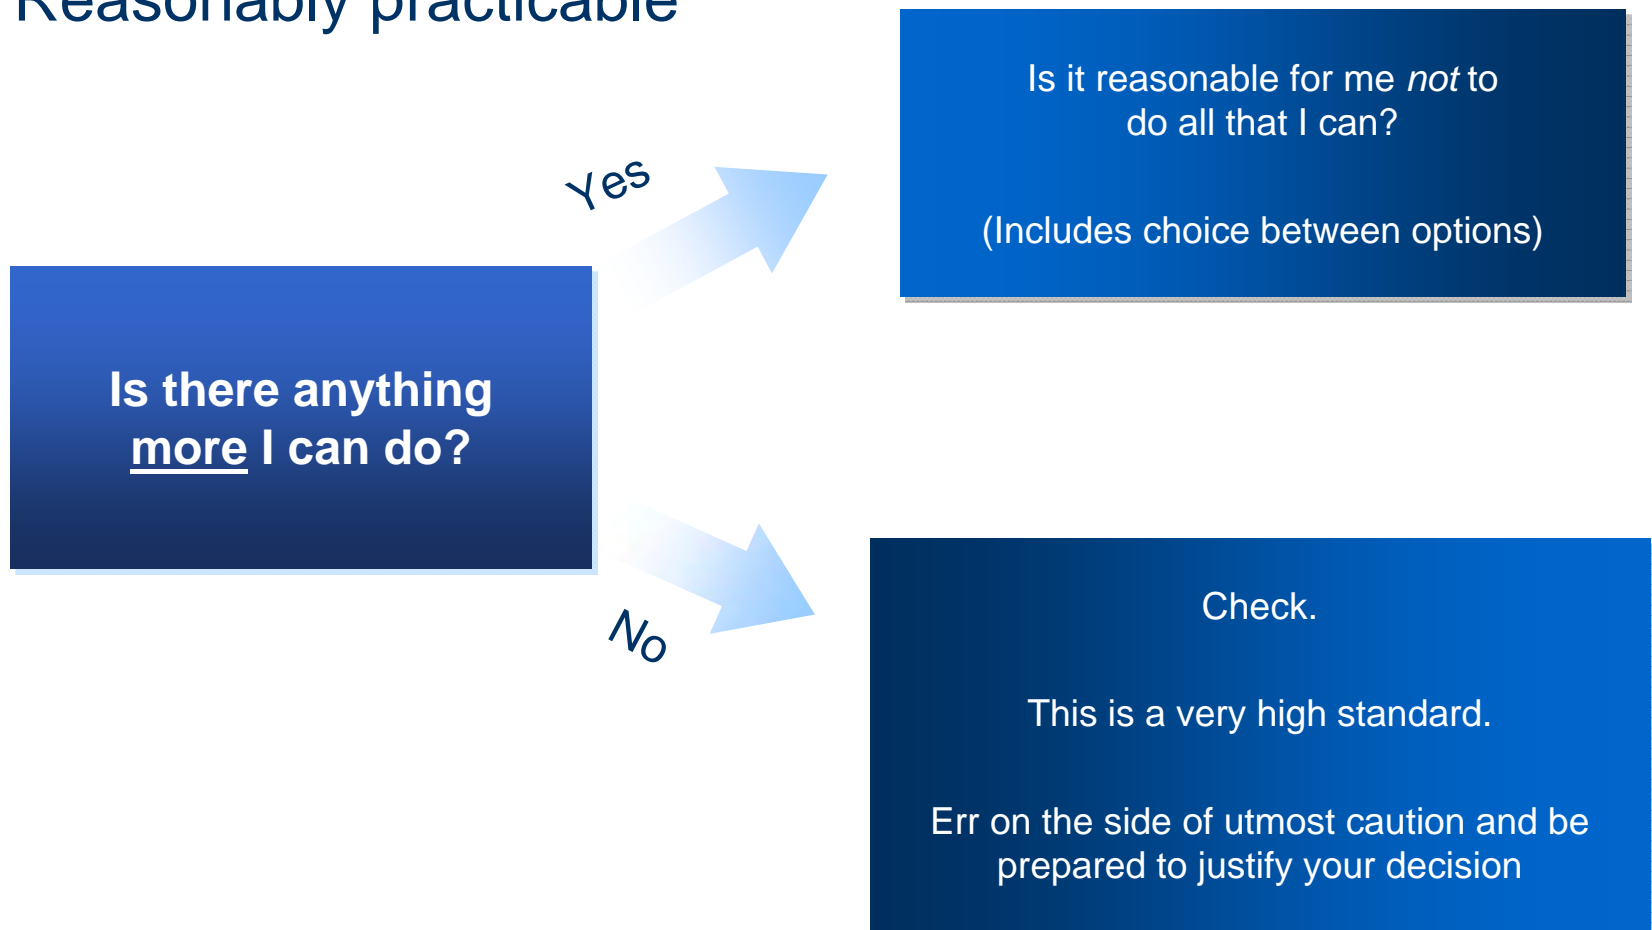 Reasonably practicable
Is it reasonable for me not to
do all that I can?
(Includes choice between options)
Yes
Is there anything
more I can do?
No
Check.
This is a very high standard.
Err on the side of utmost caution and be
prepared to justify your decision